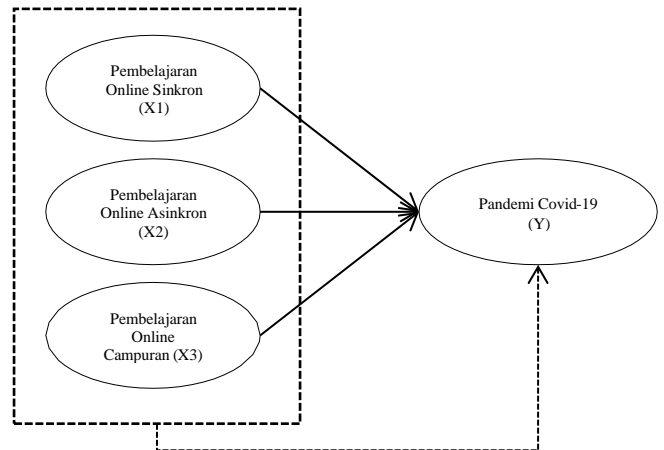 Pembelajaran
Online Sinkron
(X1)
Pembelajaran
Online Asinkron
(X2)
Pembelajaran
Online
Campuran (X3)
Pandemi Covid-19
(Y)